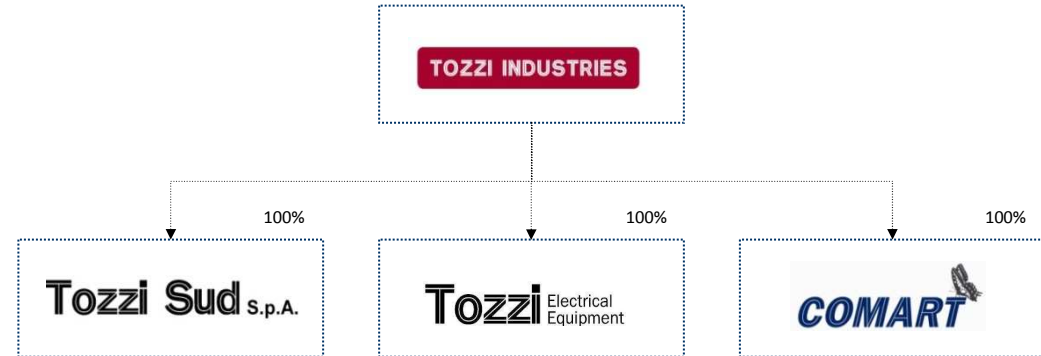 TOZZI INDUSTRIES
100%
100%
100%
Tozzi Sud S.p.A.
Tozzi Electrical
Equipment
COMART